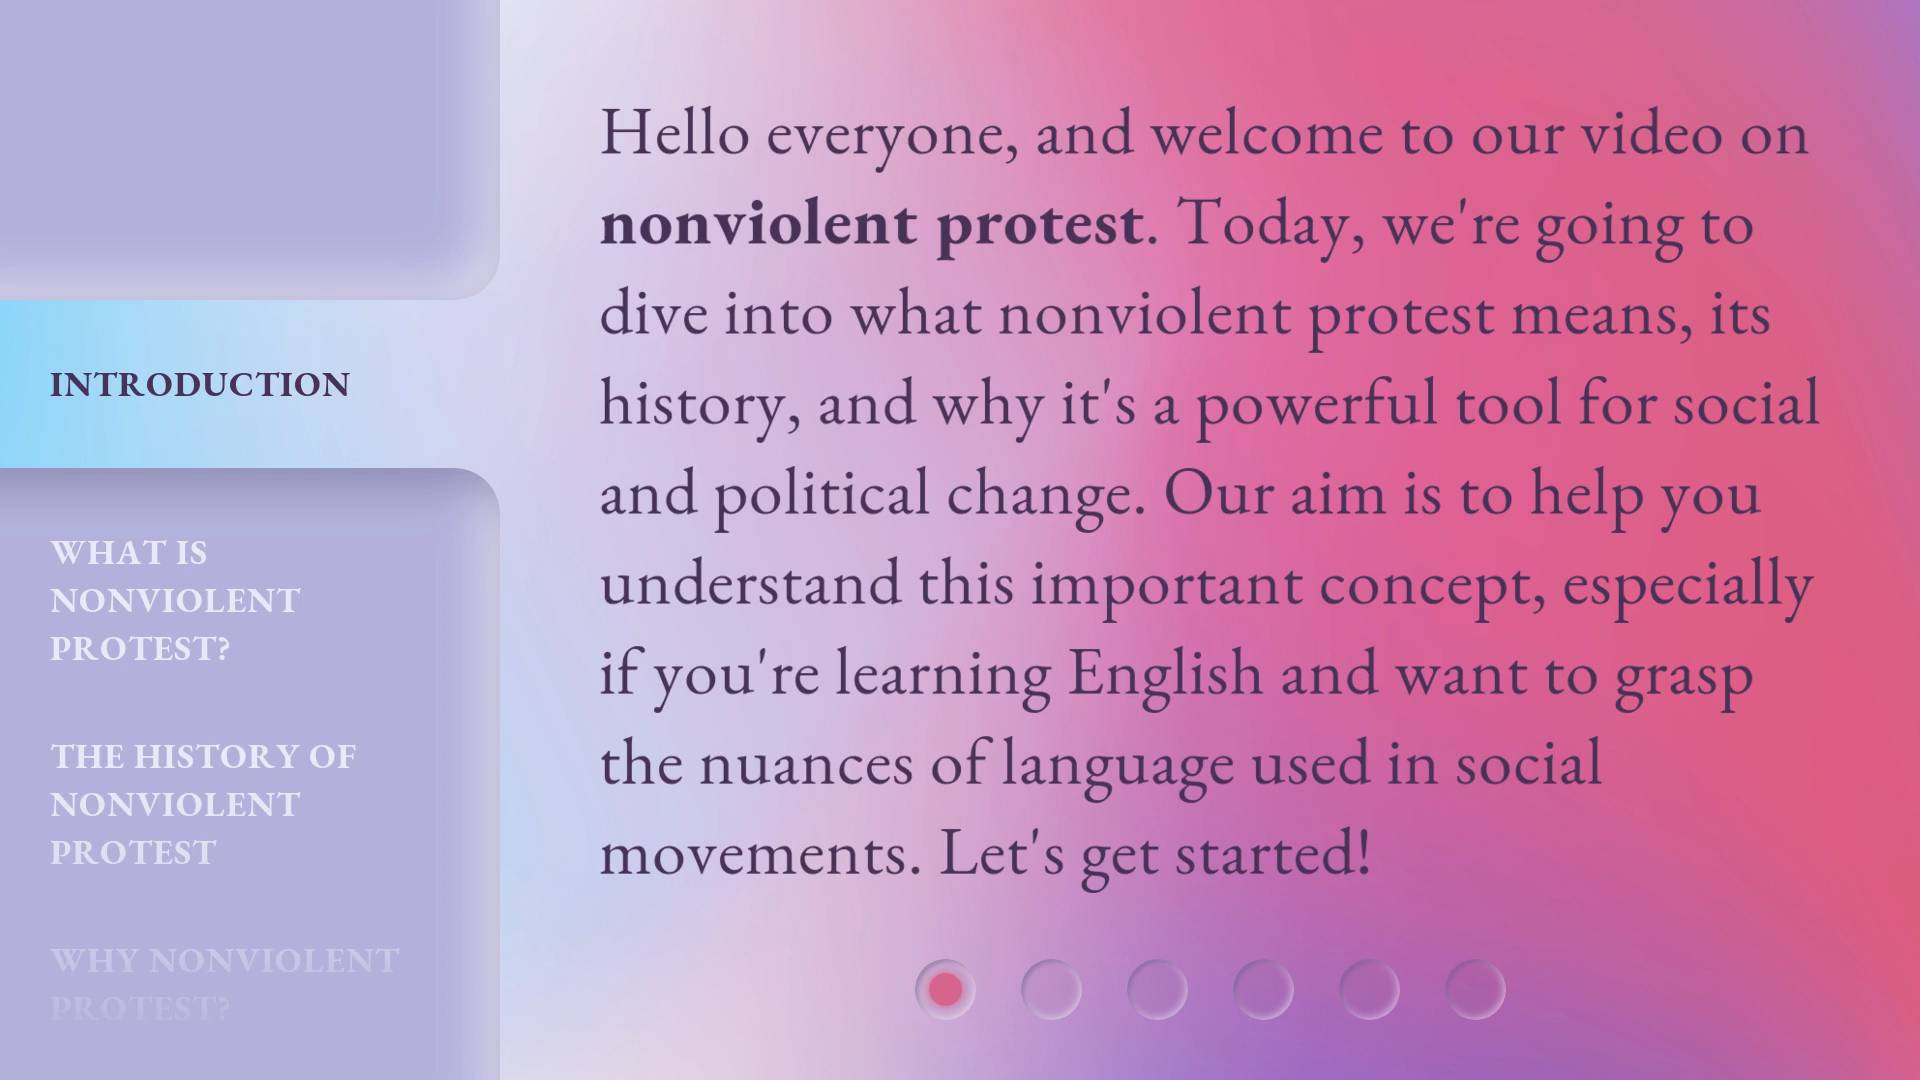 INTRODUCTION
WHAT IS
NONVIOLENT
PROTEST?
THE HISTORY OF
NONVIOLENT
PROTEST
WHY NONVIOLENT
PROTEST?
Hello everyone, and welcome to our video on
nonviolent protest. Today, we're going to
dive into what nonviolent protest means, its
history, and why it's a powerful tool for social
and political change. Our aim is to help you
understand this important concept, especially
if you're learning English and want to grasp
the nuances of language used in social
movements. Let's get started!